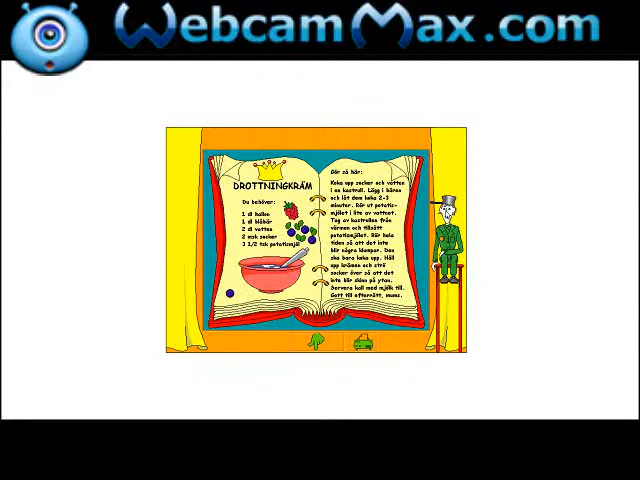 WebcamMax.com
DROTTNINGKRÄM
Du behöver:
1 dl hallon
1 dl blåbär
2 dl vatten
2 msk socker
3 1/2 tsk potatismjöl
Gör så här:
Koka upp socker och vatten
i en kastrull. Lägg i bären
och låt dem koka 2-3
minuter. Rör ut potatis-
mjölet i lite av vattnet.
Tag av kastrullen från
värmen och tillsätt
potatismjölet. Rör hela
tiden så att det inte
blir några klumpar. Den
ska bara koka upp. Häll
upp krämen och strö
socker över så att det
inte blir skinn på ytan.
Servera kall med mjölk till.
Gott till efterrätt, mums.